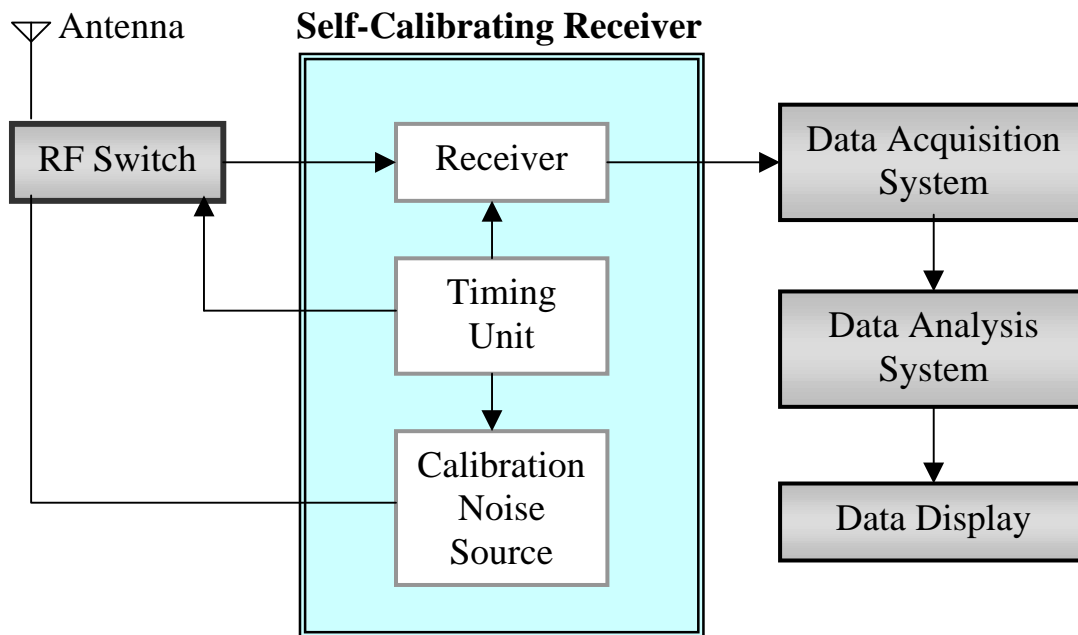 Antenna
Self-Calibrating Receiver
RF Switch
Receiver
Data Acquisition
System
Timing
Unit
Data Analysis
System
Calibration
Noise
Source
Data Display